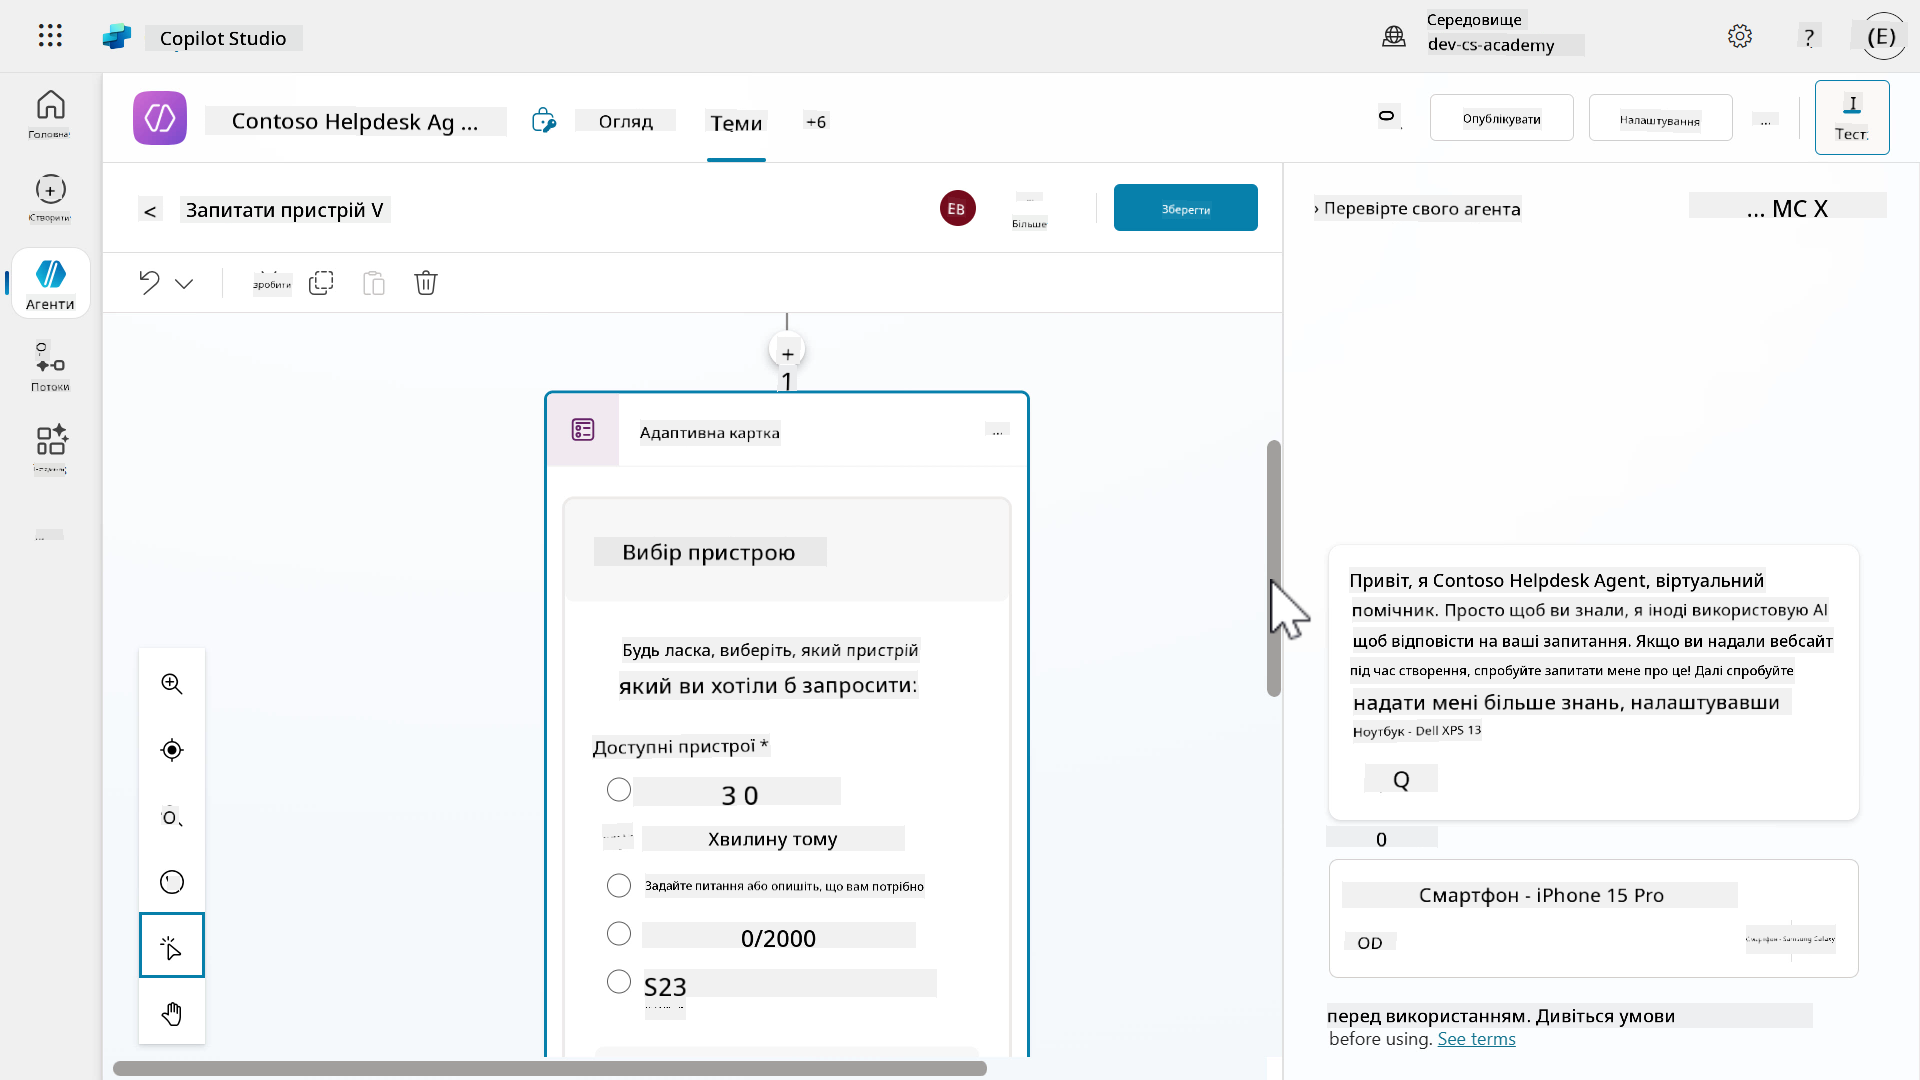 Copilot Studio
Середовище
dev-cs-academy
?
(E)
Головна
Створити
Агенти
Потоки
Contoso Helpdesk Ag ...
Огляд
Теми
+6
Опублікувати
Налаштування
...
Тест
< Запитати пристрій V
EB
Більше
Зберегти
зробити
+
1
Адаптивна картка
...
Вибір пристрою
Будь ласка, виберіть, який пристрій
який ви хотіли б запросити:
Доступні пристрої *
3 0
Хвилину тому
Задайте питання або опишіть, що вам потрібно
0/2000
S23
› Перевірте свого агента
... MC X
Привіт, я Contoso Helpdesk Agent, віртуальний
помічник. Просто щоб ви знали, я іноді використовую AI
щоб відповісти на ваші запитання. Якщо ви надали вебсайт
під час створення, спробуйте запитати мене про це! Далі спробуйте
надати мені більше знань, налаштувавши
Ноутбук - Dell XPS 13
Q
0
Смартфон - iPhone 15 Pro
OD
Смартфон - Samsung Galaxy
перед використанням. Дивіться умови
before using. See terms